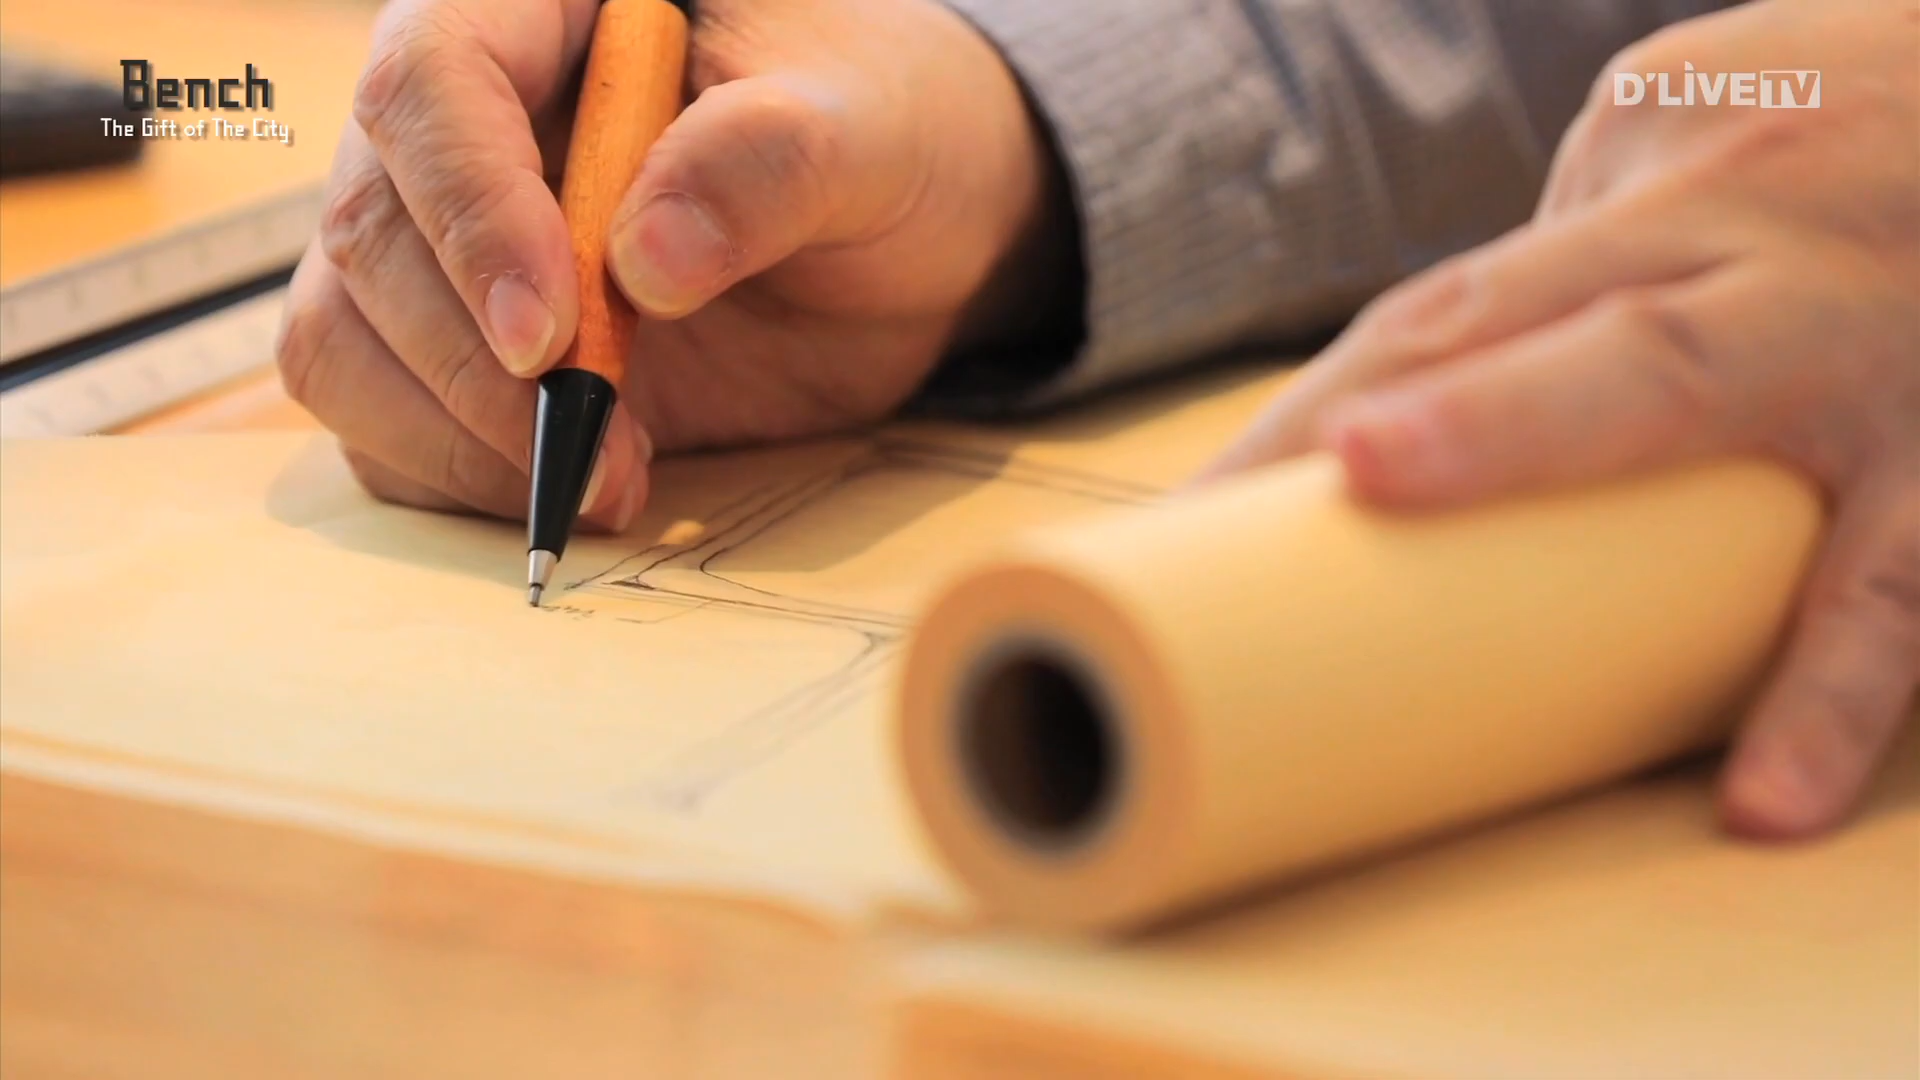 Bench
The Gift of The City
D'LIVE TV